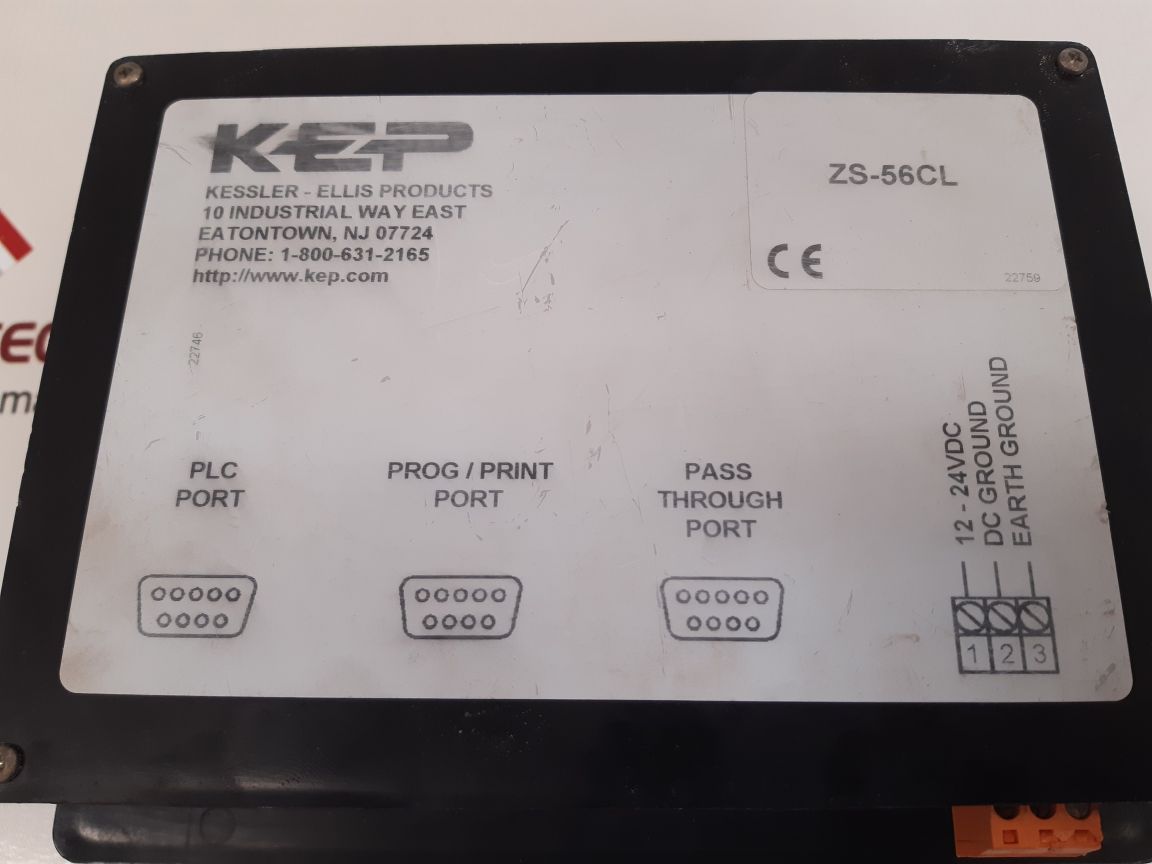 KEP
KESSLER - ELLIS PRODUCTS
10 INDUSTRIAL WAY EAST
EATONTOWN, NJ 07724
PHONE: 1-800-631-2165
http://www.kep.com
ZS-56CL
CE
22759
22746
PLC
PORT
PROG / PRINT
PORT
PASS
THROUGH
PORT
12 - 24VDC
DC GROUND
EARTH GROUND
1 2 3